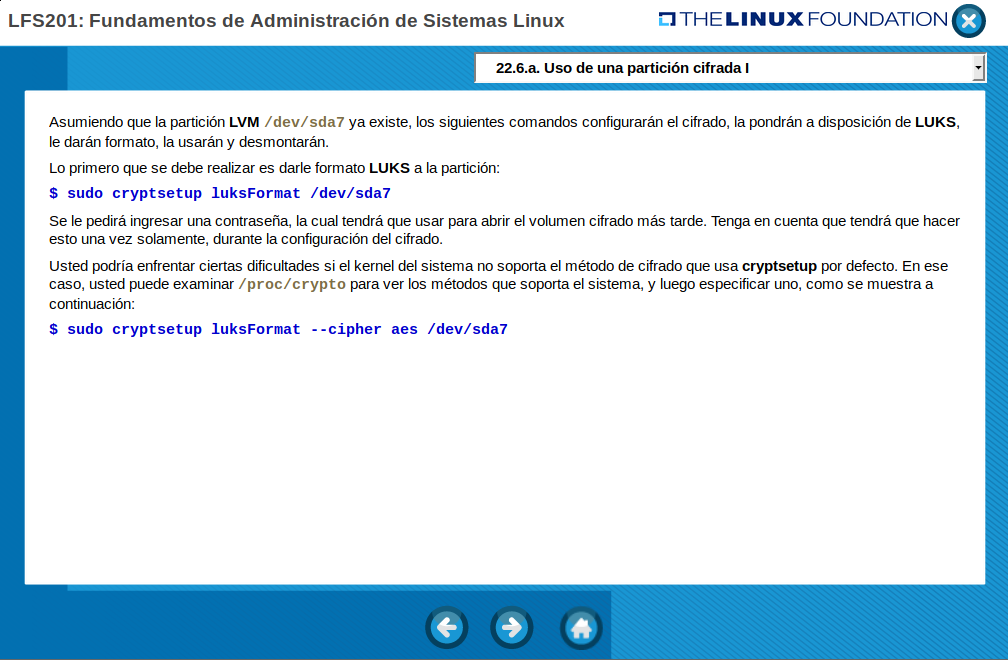 LFS201: Fundamentos de Administración de Sistemas Linux
THE LINUX FOUNDATION
22.6.a. Uso de una partición cifrada I
Asumiendo que la partición LVM /dev/sda7 ya existe, los siguientes comandos configurarán el cifrado, la pondrán a disposición de LUKS,
le darán formato, la usarán y desmontarán.
Lo primero que se debe realizar es darle formato LUKS a la partición:
$ sudo cryptsetup luksFormat /dev/sda7
Se le pedirá ingresar una contraseña, la cual tendrá que usar para abrir el volumen cifrado más tarde. Tenga en cuenta que tendrá que hacer
esto una vez solamente, durante la configuración del cifrado.
Usted podría enfrentar ciertas dificultades si el kernel del sistema no soporta el método de cifrado que usa cryptsetup por defecto. En ese
caso, usted puede examinar /proc/crypto para ver los métodos que soporta el sistema, y luego especificar uno, como se muestra a
continuación:
$ sudo cryptsetup luksFormat --cipher aes /dev/sda7